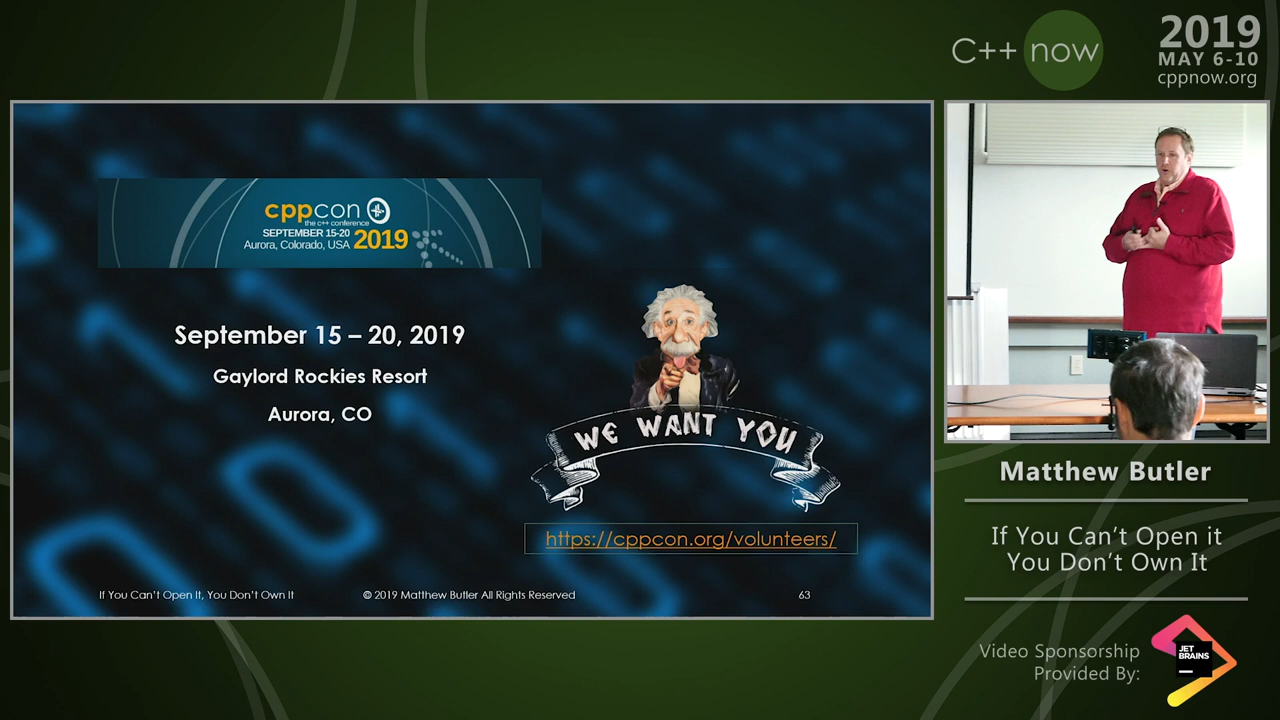 C++ now
2019
MAY 6-10
cppnow.org
cppcon
the c++ conference
SEPTEMBER 15-20
Aurora, Colorado, USA 2019
September 15 – 20, 2019
Gaylord Rockies Resort
Aurora, CO
WE WANT YOU
https://cppcon.org/volunteers/
If You Can't Open It, You Don't Own It
© 2019 Matthew Butler All Rights Reserved
63
Matthew Butler
If You Can't Open it
You Don't Own It
Video Sponsorship
Provided By:
JET
BRAINS